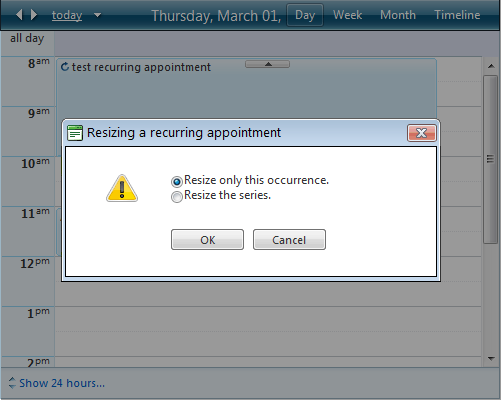 today Thursday, March 01, Day Week Month Timeline
all day
8am
test recurring appointment
9am
Resizing a recurring appointment
10am
Resize only this occurrence.
Resize the series.
11am
OK Cancel
12pm
1pm
2pm
Show 24 hours...